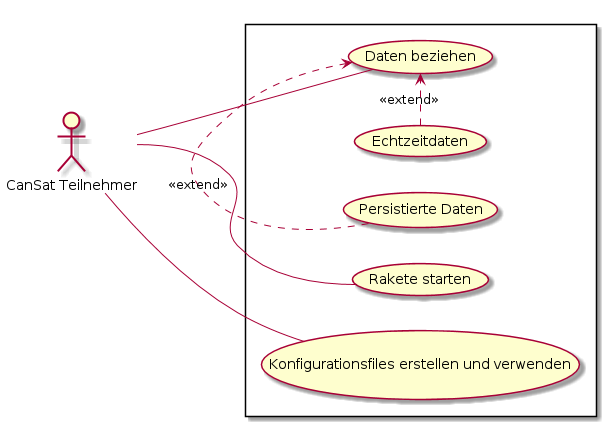 Daten beziehen
«extend»
Echtzeitdaten
CanSat Teilnehmer
«extend»
Persistierte Daten
Rakete starten
Konfigurationsfiles erstellen und verwenden